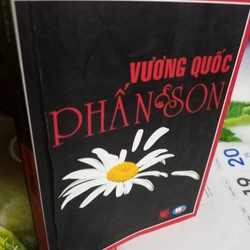 VƯƠNG QUỐC
PHẤN & SON
20
19